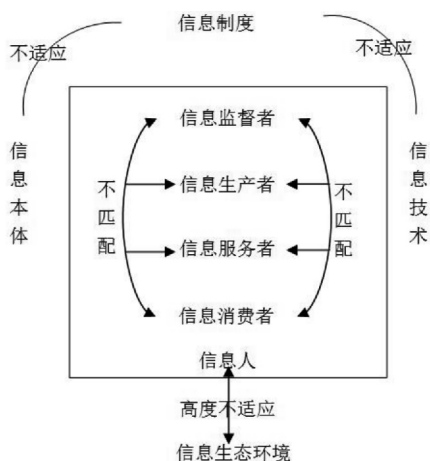 信息制度
不适应
不适应
信息本体
信息监督者
不匹配
信息生产者
信息服务者
不匹配
信息消费者
信息人
信息技术
高度不适应
信息生态环境